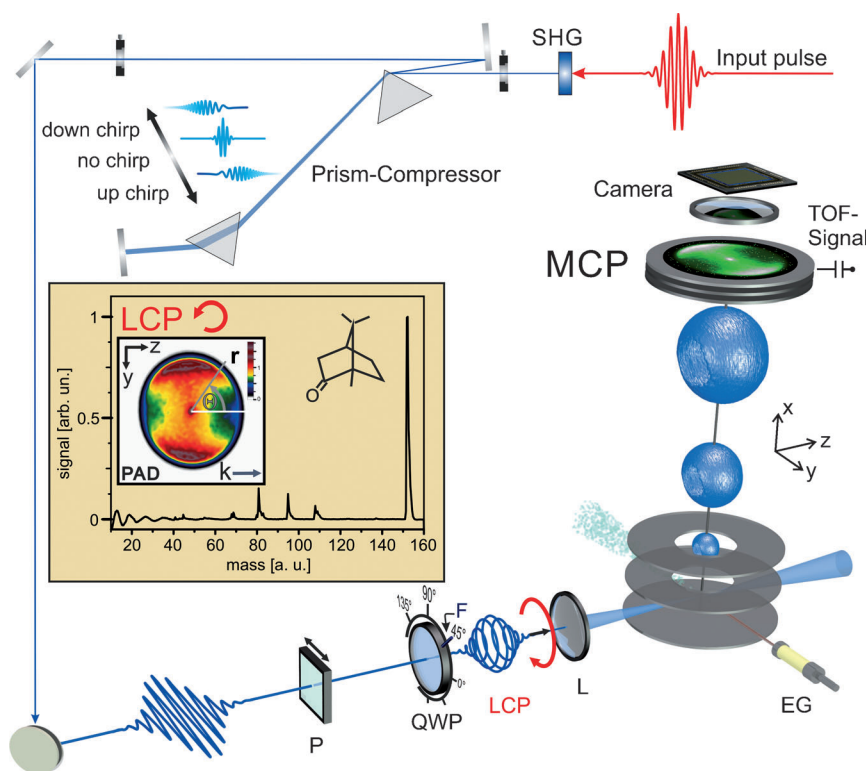 SHG
Input pulse
down chirp
no chirp
up chirp
Prism-Compressor
Camera
TOF-
Signal
MCP
LCP
z
y
r
Θ
PAD
k
O
1
0.5
0
signal [arb. un.]
20 40 60 80 100 120 140 160
mass [a. u.]
x
z
y
135°
90°
F
45°
0°
P
QWP
LCP
L
EG